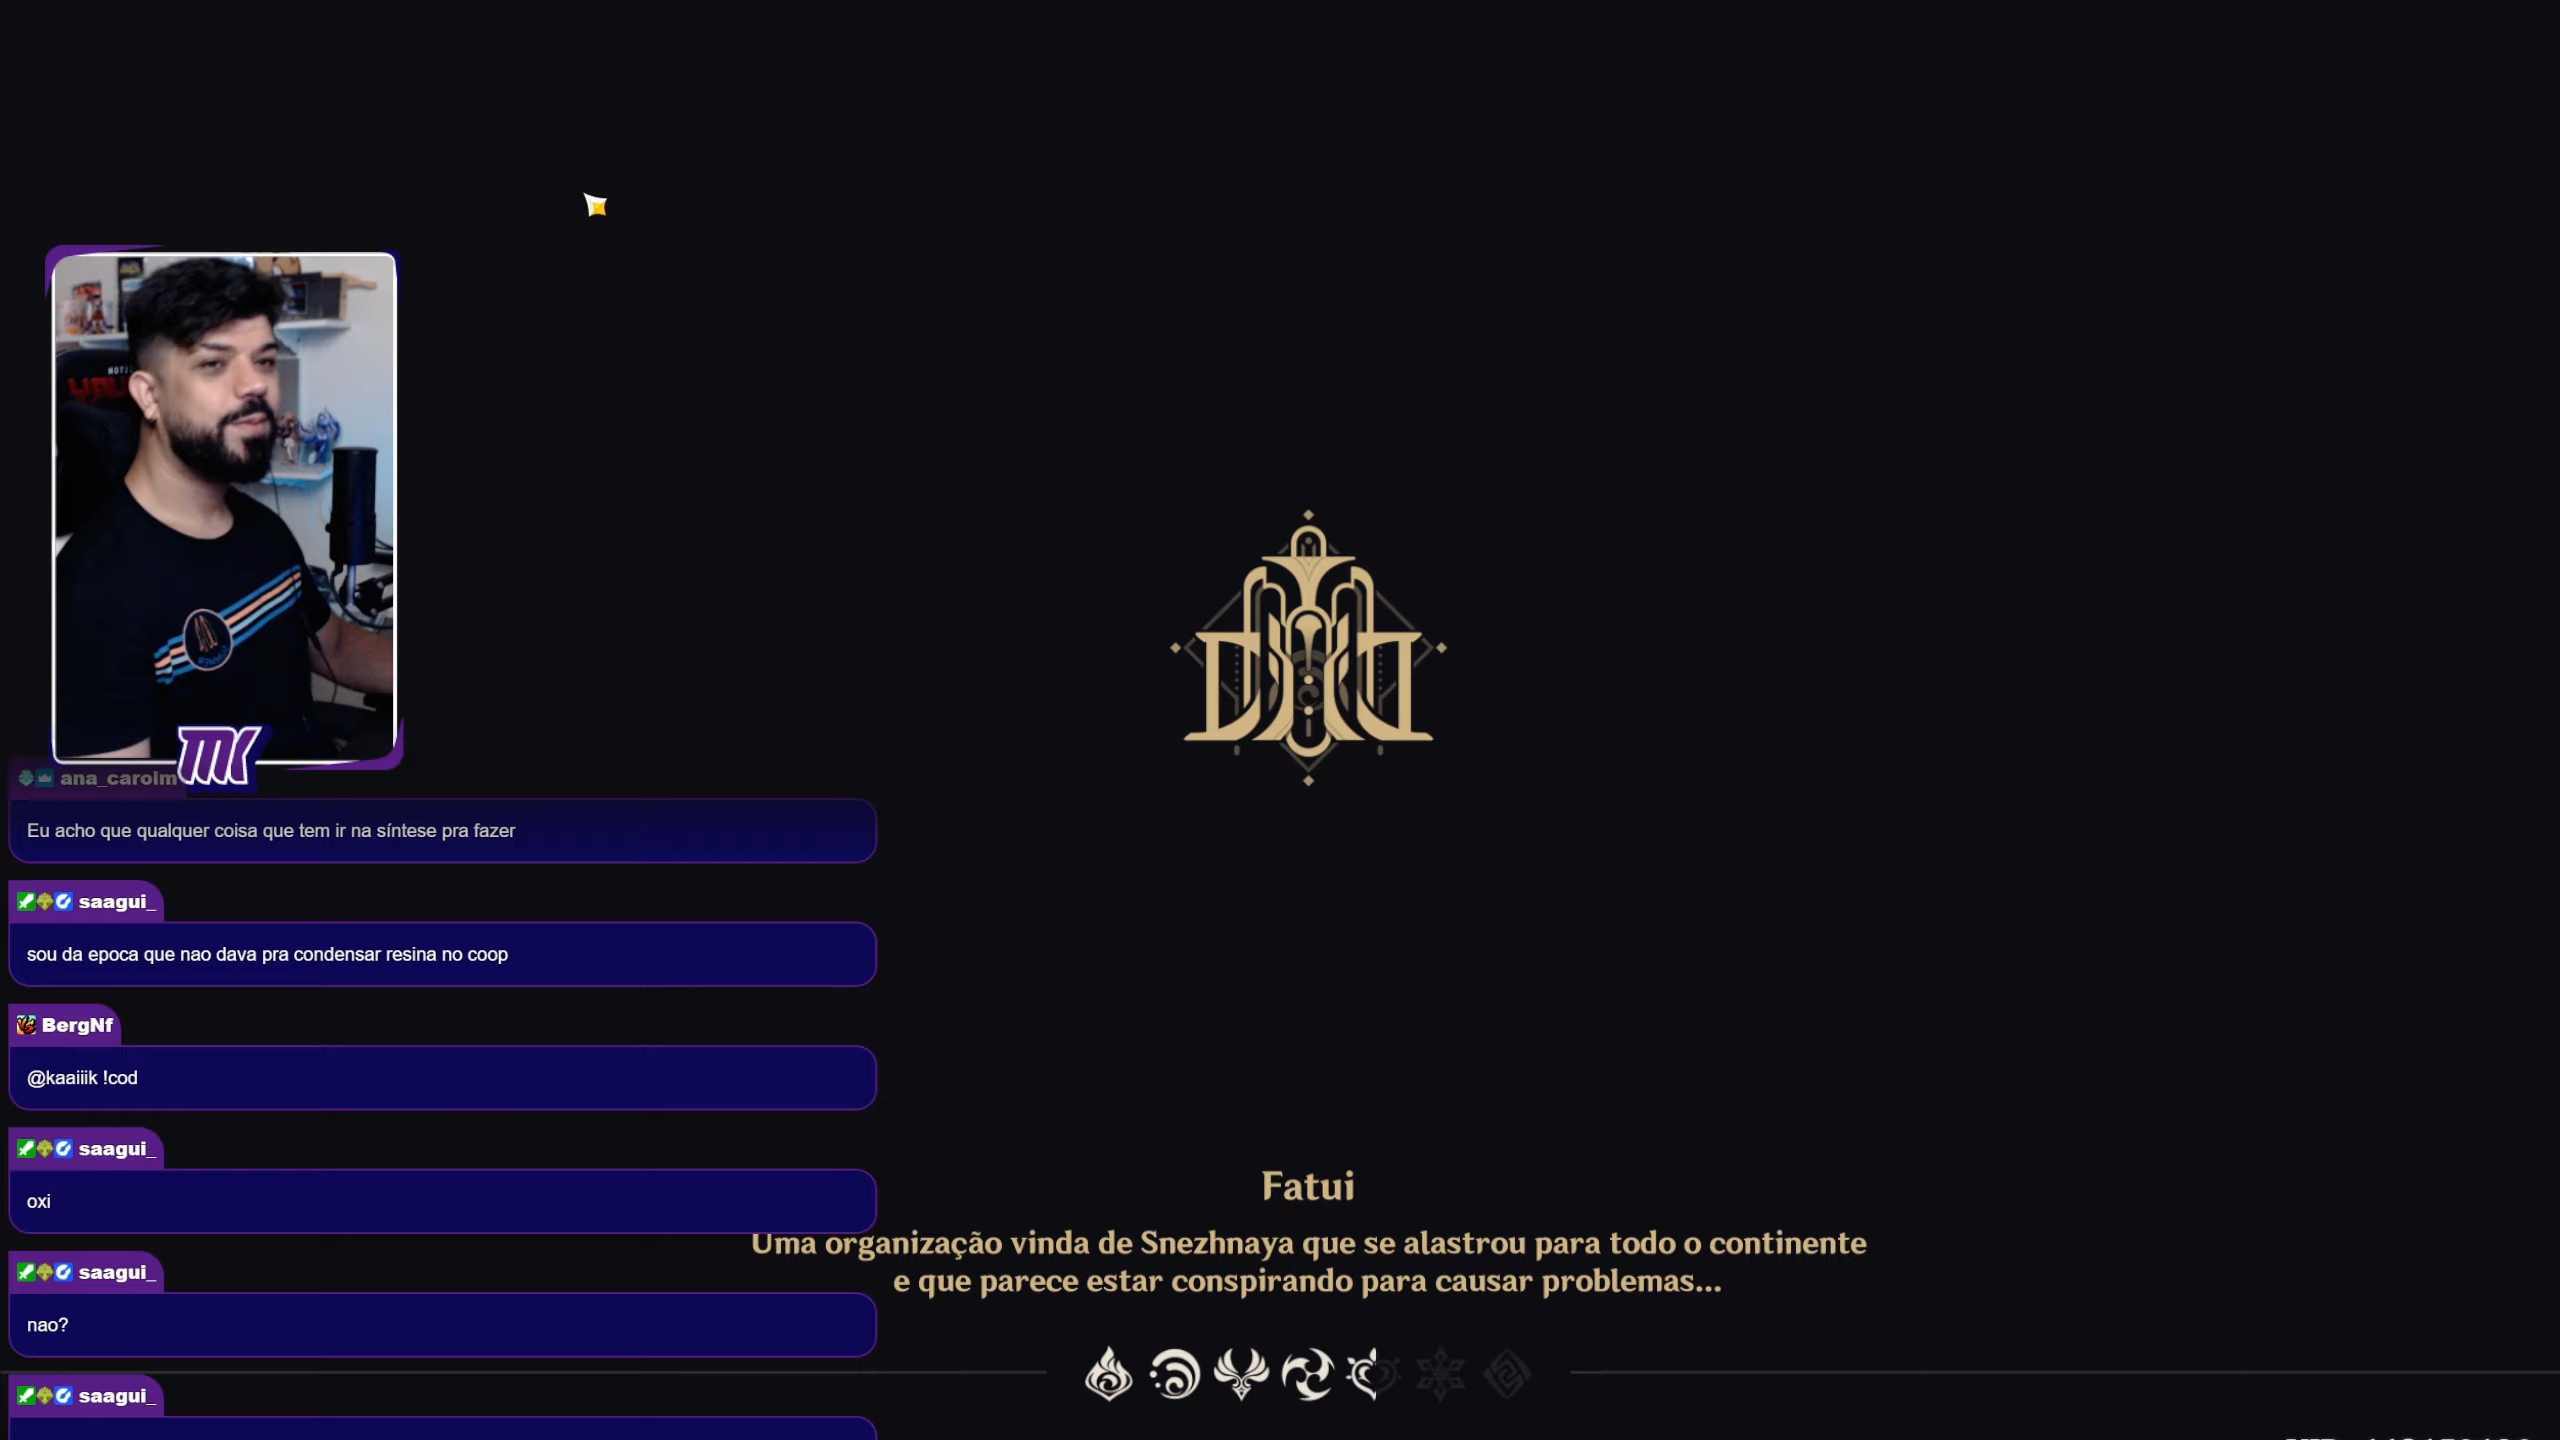 ana_carolm
Eu acho que qualquer coisa que tem ir na síntese pra fazer
saagui_
sou da epoca que nao dava pra condensar resina no coop
BergNf
@kaaiiik !cod
saagui_
oxi
saagui_
nao?
saagui_
Fatui
Uma organização vinda de Snezhnaya que se alastrou para todo o continente
e que parece estar conspirando para causar problemas...